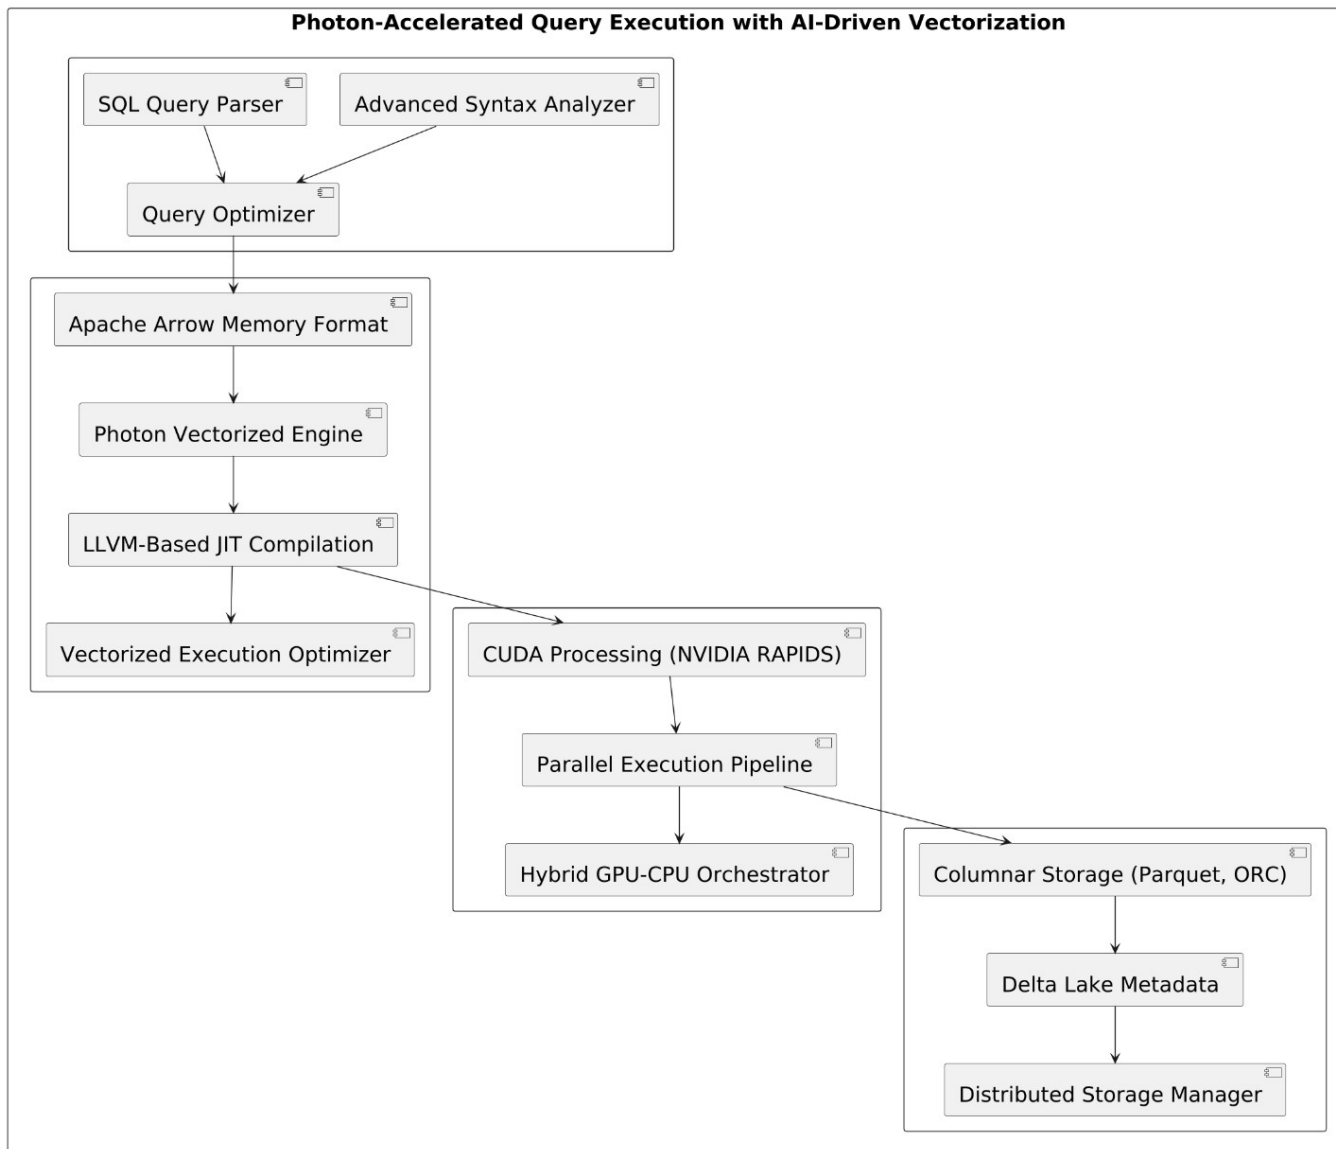 Photon-Accelerated Query Execution with AI-Driven Vectorization
SQL Query Parser
Advanced Syntax Analyzer
Query Optimizer
Apache Arrow Memory Format
Photon Vectorized Engine
LLVM-Based JIT Compilation
Vectorized Execution Optimizer
CUDA Processing (NVIDIA RAPIDS)
Parallel Execution Pipeline
Hybrid GPU-CPU Orchestrator
Columnar Storage (Parquet, ORC)
Delta Lake Metadata
Distributed Storage Manager